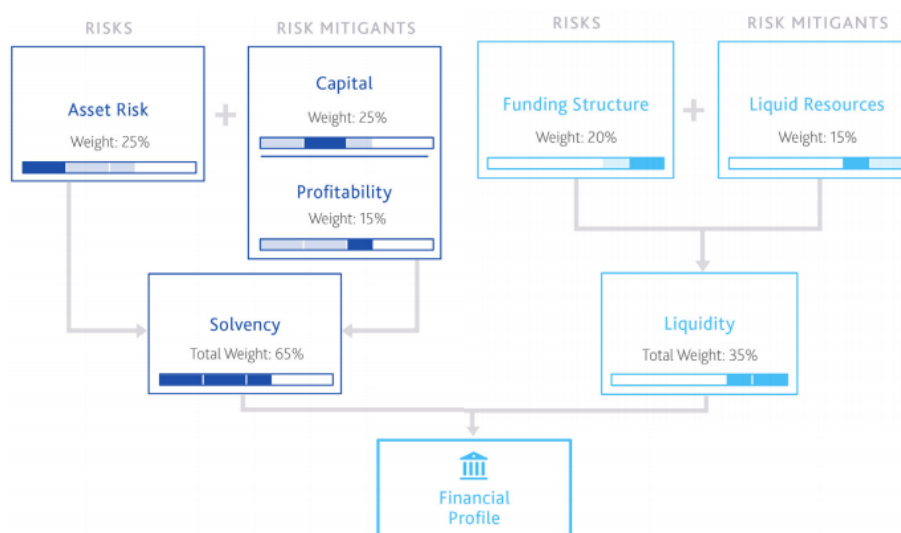 RISKS
RISK MITIGANTS
RISKS
RISK MITIGANTS
Asset Risk
Weight: 25%
Capital
Weight: 25%
Profitability
Weight: 15%
Funding Structure
Weight: 20%
Liquid Resources
Weight: 15%
Solvency
Total Weight: 65%
Liquidity
Total Weight: 35%
Financial
Profile